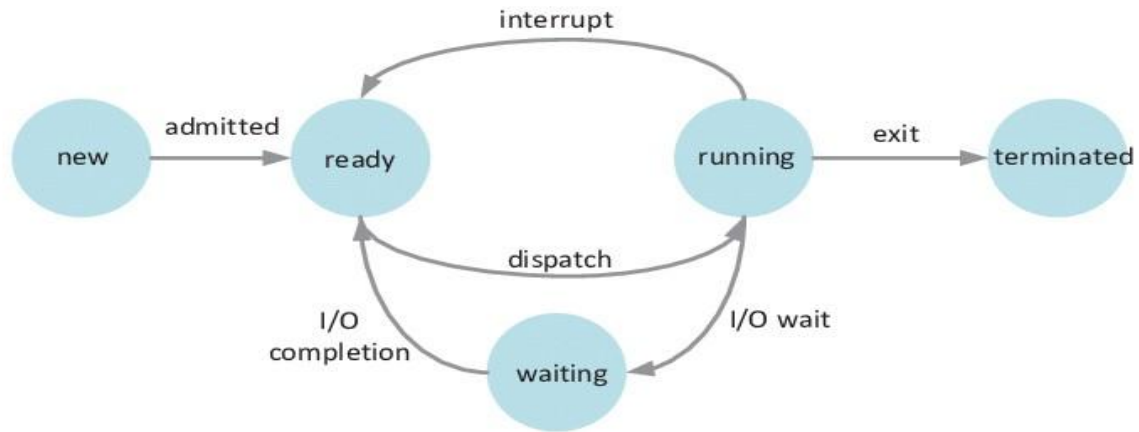 interrupt
admitted
exit
new
ready
running
terminated
dispatch
I/O
completion
I/O wait
waiting